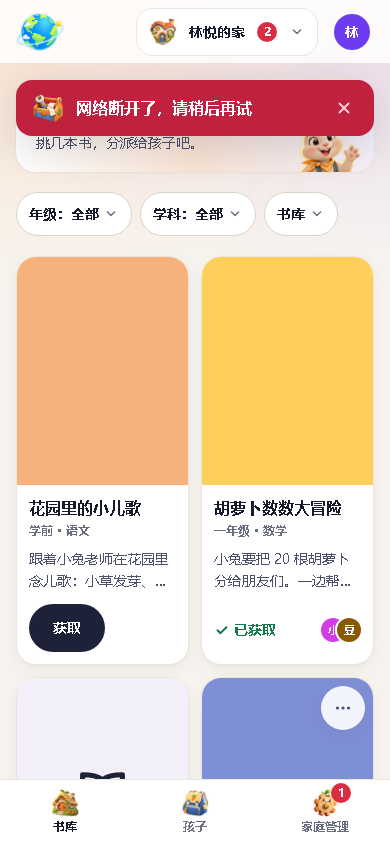 林悦的家 2
林
网络断开了，请稍后再试
挑几本书，分派给孩子吧。
年级：全部
学科：全部
书库
花园里的小儿歌
学前·语文
跟着小兔老师在花园里
念儿歌：小草发芽、...
获取
胡萝卜数数大冒险
一年级·数学
小兔要把 20 根胡萝卜
分给朋友们。一边帮...
已获取
小 豆
书库
孩子
1
家庭管理